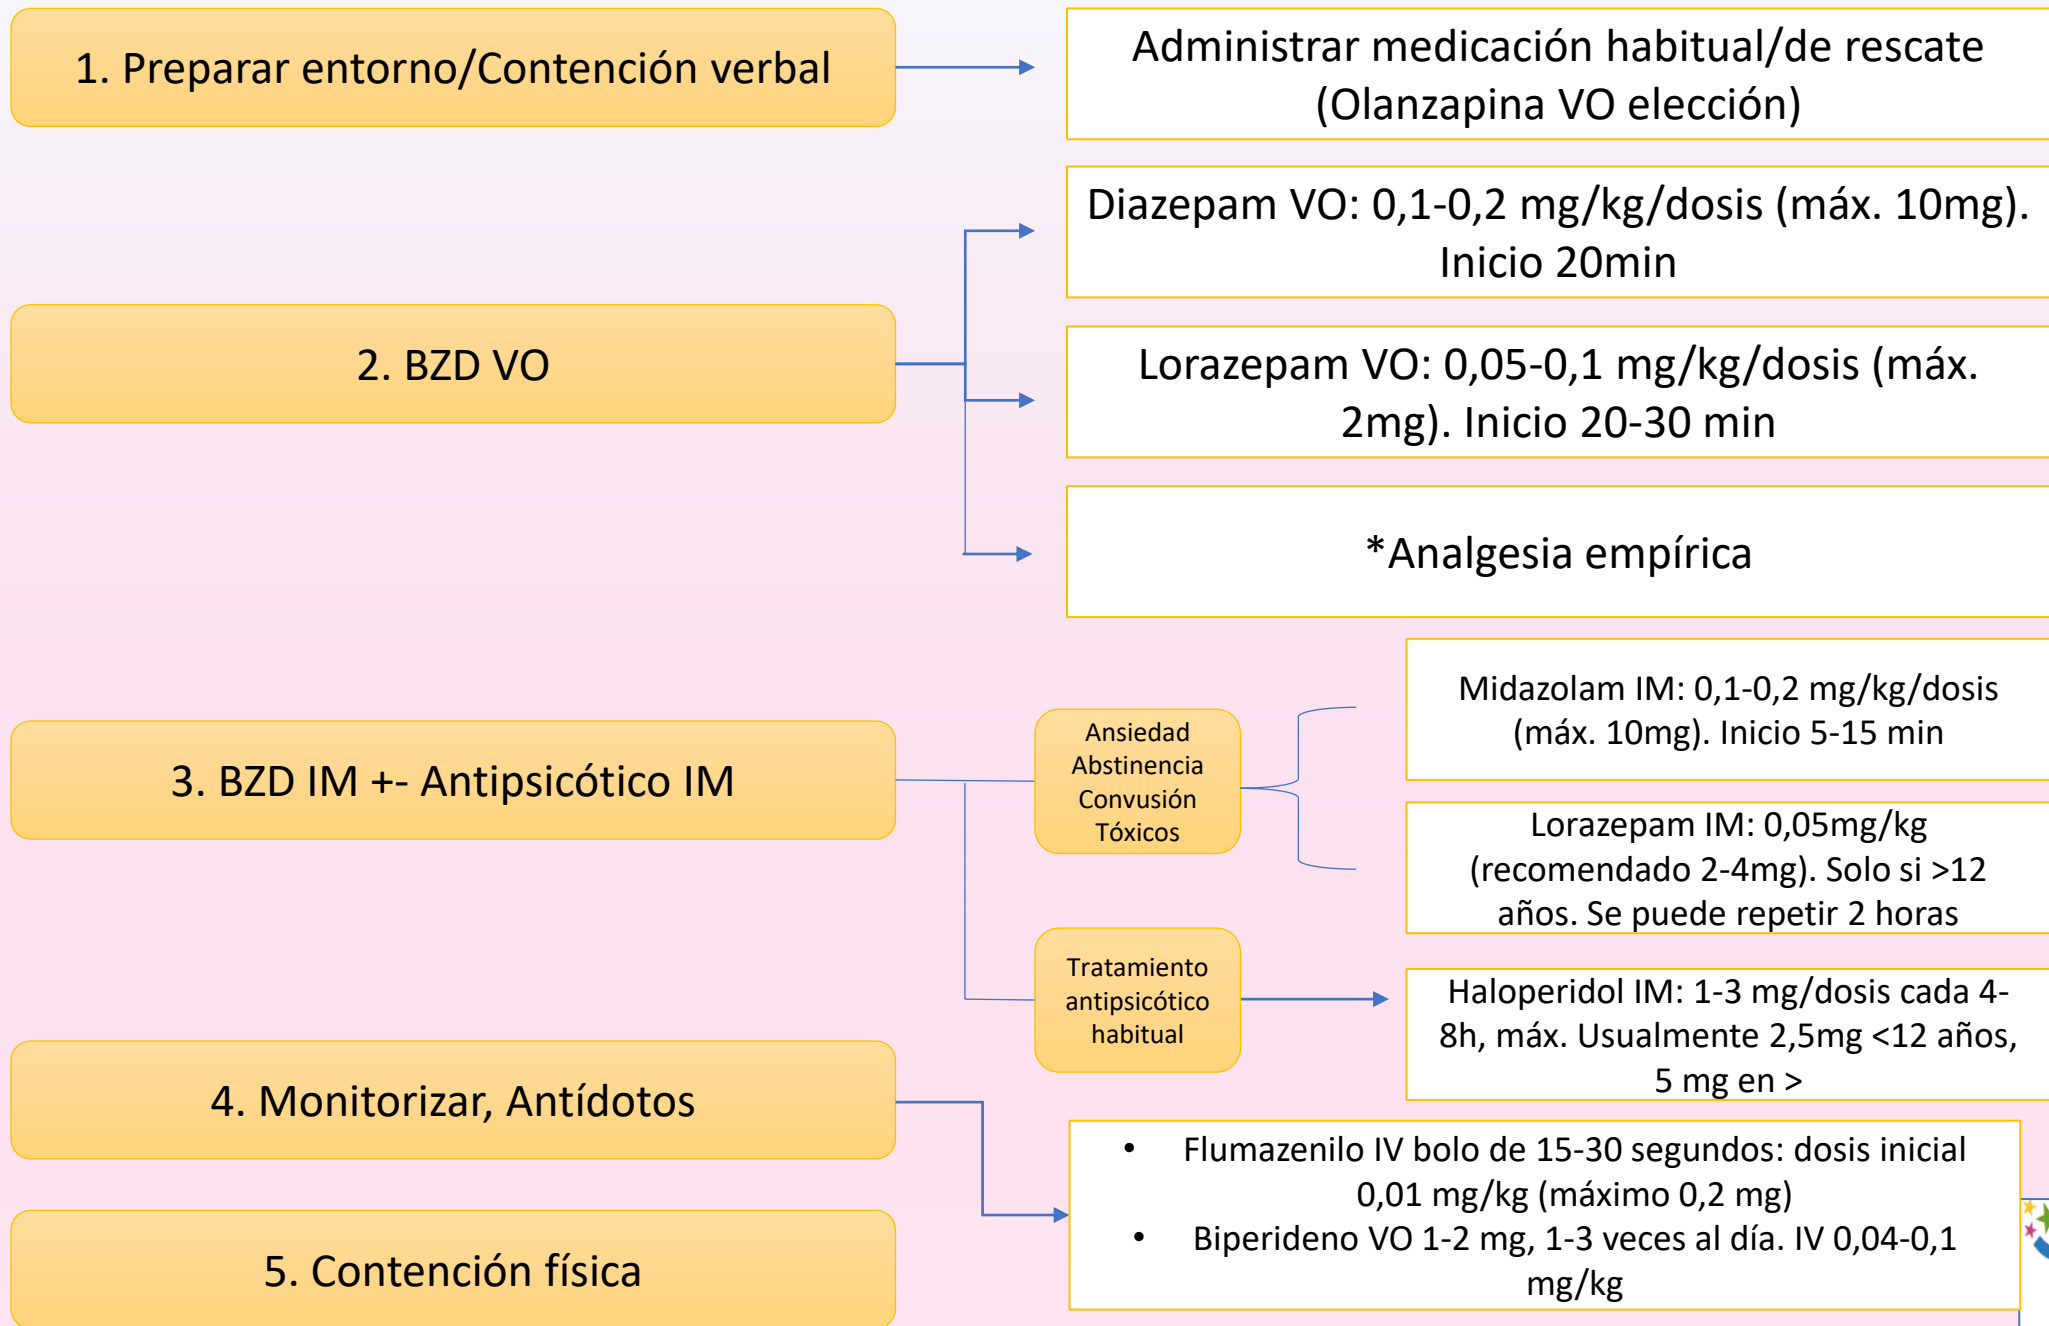 1. Preparar entorno/Contención verbal
Administrar medicación habitual/de rescate
(Olanzapina VO elección)
2. BZD VO
Diazepam VO: 0,1-0,2 mg/kg/dosis (máx. 10mg).
Inicio 20min
Lorazepam VO: 0,05-0,1 mg/kg/dosis (máx.
2mg). Inicio 20-30 min
*Analgesia empírica
3. BZD IM +- Antipsicótico IM
Ansiedad
Abstinencia
Convusión
Tóxicos
Midazolam IM: 0,1-0,2 mg/kg/dosis
(máx. 10mg). Inicio 5-15 min
Lorazepam IM: 0,05mg/kg
(recomendado 2-4mg). Solo si >12
años. Se puede repetir 2 horas
Tratamiento
antipsicótico
habitual
Haloperidol IM: 1-3 mg/dosis cada 4-
8h, máx. Usualmente 2,5mg <12 años,
5 mg en >
4. Monitorizar, Antídotos
• Flumazenilo IV bolo de 15-30 segundos: dosis inicial
0,01 mg/kg (máximo 0,2 mg)
• Biperideno VO 1-2 mg, 1-3 veces al día. IV 0,04-0,1
mg/kg
5. Contención física